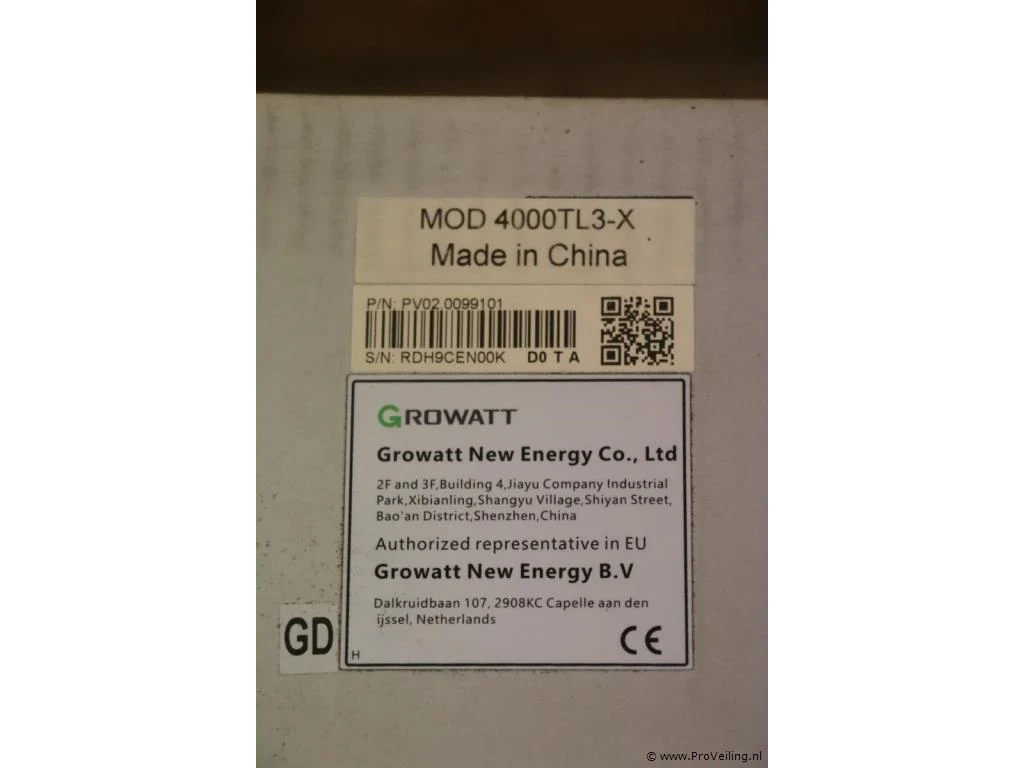 MOD 4000TL3-X
Made in China
P/N: PV02.0099101
S/N: RDH9CEN00K D0 T A
GROWATT
Growatt New Energy Co., Ltd
2F and 3F,Building 4,Jiayu Company Industrial
Park,Xibianling,Shangyu Village,Shiyan Street,
Bao'an District,Shenzhen,China
Authorized representative in EU
Growatt New Energy B.V
Dalkruidbaan 107, 2908KC Capelle aan den
ijssel, Netherlands
CE
GD
H
© www.ProVeiling.nl